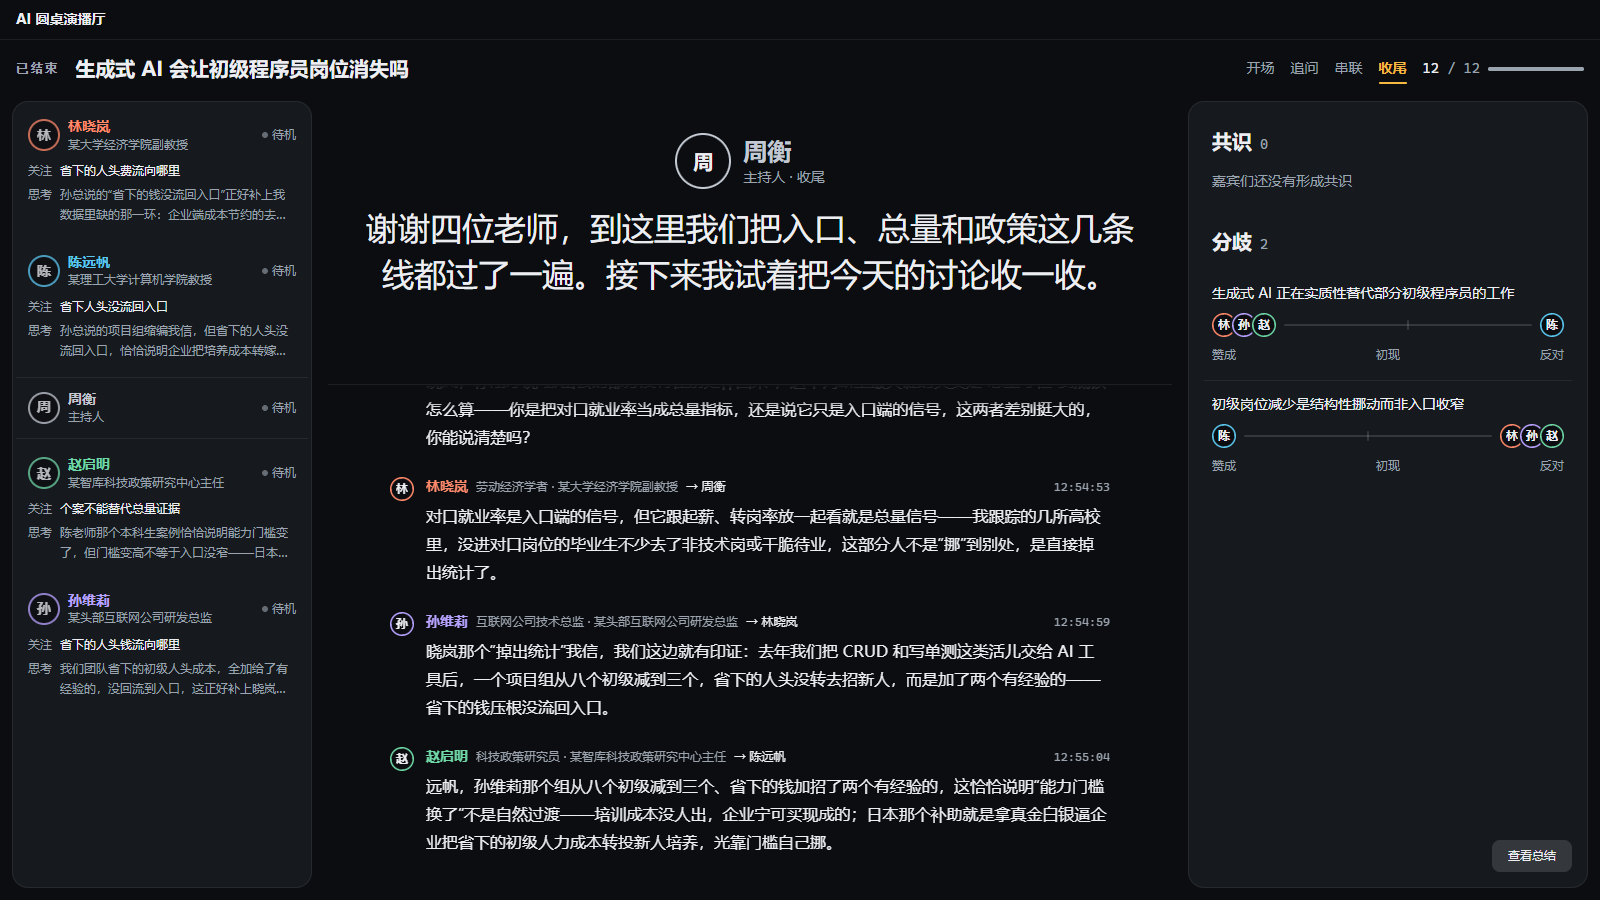 AI 圆桌演播厅
已结束 生成式 AI 会让初级程序员岗位消失吗
开场 追问 串联 收尾 12 / 12
林 林晓岚
某大学经济学院副教授
待机
关注 省下的人头费流向哪里
思考 孙总说的“省下的钱没流回入口”正好补上我
数据里缺的那一环：企业端成本节约的去...
陈 陈远帆
某理工大学计算机学院教授
待机
关注 省下人头没流回入口
思考 孙总说的项目组缩编我信，但省下的人头没
流回入口，恰恰说明企业把培养成本转嫁...
周 周衡
主持人
待机
赵 赵启明
某智库科技政策研究中心主任
待机
关注 个案不能替代总量证据
思考 陈老师那个本科生案例恰恰说明能力门槛变
了，但门槛变高不等于入口没窄——日本...
孙 孙维莉
某头部互联网公司研发总监
待机
关注 省下的人头钱流向哪里
思考 我们团队省下的初级人头成本，全加给了有
经验的，没回流到入口，这正好补上晓岚...
周 周衡
主持人 · 收尾
谢谢四位老师，到这里我们把入口、总量和政策这几条
线都过了一遍。接下来我试着把今天的讨论收一收。
怎么算——你是把对口就业率当成总量指标，还是说它只是入口端的信号，这两者差别挺大的，
你能说清楚吗？
林 林晓岚 劳动经济学者 · 某大学经济学院副教授 → 周衡 12:54:53
对口就业率是入口端的信号，但它跟起薪、转岗率放一起看就是总量信号——我跟踪的几所高校
里，没进对口岗位的毕业生不少去了非技术岗或干脆待业，这部分人不是“挪”到别处，是直接掉
出统计了。
孙 孙维莉 互联网公司技术总监 · 某头部互联网公司研发总监 → 林晓岚 12:54:59
晓岚那个“掉出统计”我信，我们这边就有印证：去年我们把 CRUD 和写单测这类活儿交给 AI 工
具后，一个项目组从八个初级减到三个，省下的人头没转去招新人，而是加了两个有经验的——
省下的钱压根没流回入口。
赵 赵启明 科技政策研究员 · 某智库科技政策研究中心主任 → 陈远帆 12:55:04
远帆，孙维莉那个组从八个初级减到三个、省下的钱加招了两个有经验的，这恰恰说明“能力门槛
换了”不是自然过渡——培训成本没人出，企业宁可买现成的；日本那个补助就是拿真金白银逼企
业把省下的初级人力成本转投新人培养，光靠门槛自己挪。
共识 0
嘉宾们还没有形成共识
分歧 2
生成式 AI 正在实质性替代部分初级程序员的工作
林 孙 赵 陈
赞成 初现 反对
初级岗位减少是结构性挪动而非入口收窄
陈 林 孙 赵
赞成 初现 反对
查看总结